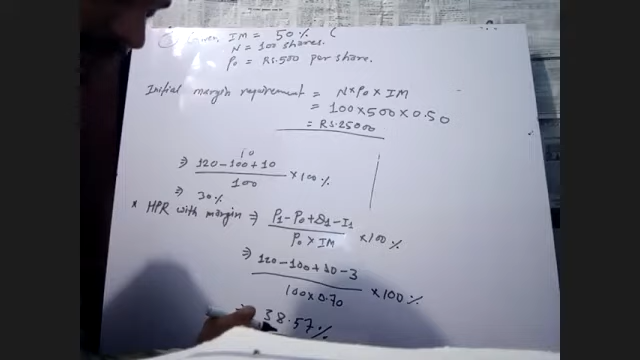 ② Given, IM = 50% (
N = 100 shares.
P₀ = Rs.500 per share.
Initial margin requirement = N×P₀ × IM
= 100×500×0.50
= Rs.25000
10
⇒ 120-100+10 / 100 ×100%
⇒ 30%
* HPR with margin ⇒ P₁-P₀+D₁-I₁ / P₀ × IM ×100%
⇒ 120-100+10-3 / 100×0.70 ×100%
⇒ 38.57%